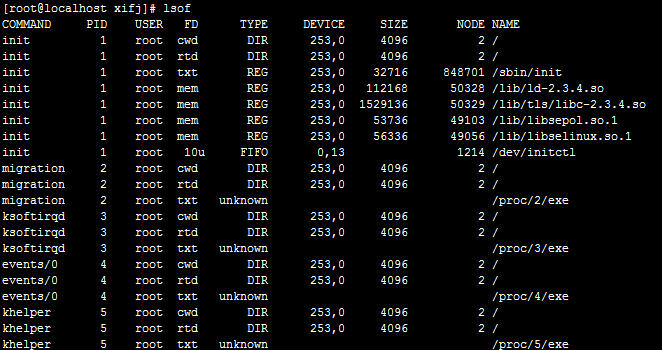 [root@localhost xifj]# lsof
COMMAND PID USER FD TYPE DEVICE SIZE NODE NAME
init 1 root cwd DIR 253,0 4096 2 /
init 1 root rtd DIR 253,0 4096 2 /
init 1 root txt REG 253,0 32716 848701 /sbin/init
init 1 root mem REG 253,0 112168 50328 /lib/ld-2.3.4.so
init 1 root mem REG 253,0 1529136 50329 /lib/tls/libc-2.3.4.so
init 1 root mem REG 253,0 53736 49103 /lib/libsepol.so.1
init 1 root mem REG 253,0 56336 49056 /lib/libselinux.so.1
init 1 root 10u FIFO 0,13 1214 /dev/initctl
migration 2 root cwd DIR 253,0 4096 2 /
migration 2 root rtd DIR 253,0 4096 2 /
migration 2 root txt unknown /proc/2/exe
ksoftirqd 3 root cwd DIR 253,0 4096 2 /
ksoftirqd 3 root rtd DIR 253,0 4096 2 /
ksoftirqd 3 root txt unknown /proc/3/exe
events/0 4 root cwd DIR 253,0 4096 2 /
events/0 4 root rtd DIR 253,0 4096 2 /
events/0 4 root txt unknown /proc/4/exe
khelper 5 root cwd DIR 253,0 4096 2 /
khelper 5 root rtd DIR 253,0 4096 2 /
khelper 5 root txt unknown /proc/5/exe